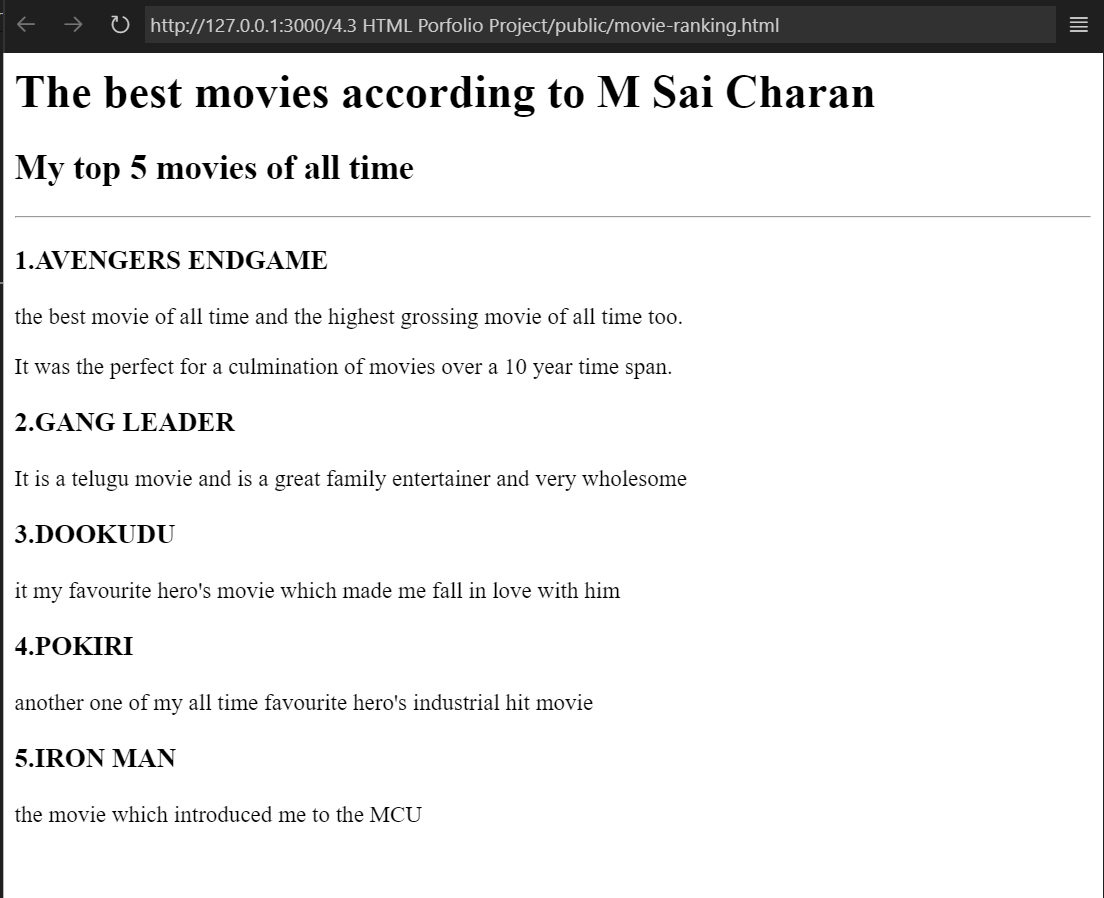 http://127.0.0.1:3000/4.3 HTML Porfolio Project/public/movie-ranking.html
The best movies according to M Sai Charan
My top 5 movies of all time
1.AVENGERS ENDGAME
the best movie of all time and the highest grossing movie of all time too.
It was the perfect for a culmination of movies over a 10 year time span.
2.GANG LEADER
It is a telugu movie and is a great family entertainer and very wholesome
3.DOOKUDU
it my favourite hero's movie which made me fall in love with him
4.POKIRI
another one of my all time favourite hero's industrial hit movie
5.IRON MAN
the movie which introduced me to the MCU